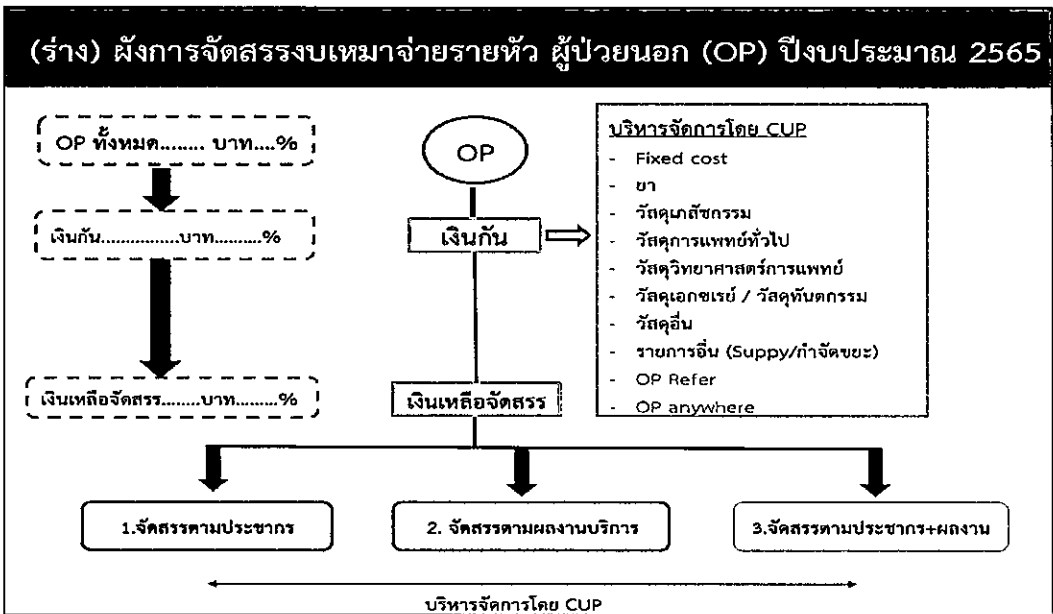 (ร่าง) ผังการจัดสรรงบเหมาจ่ายรายหัว ผู้ป่วยนอก (OP) ปีงบประมาณ 2565
OP ทั้งหมด........ บาท....%
เงินกัน................บาท..........%
เงินเหลือจัดสรร........บาท........%
OP
เงินกัน
เงินเหลือจัดสรร
บริหารจัดการโดย CUP
- Fixed cost
- ยา
- วัสดุเภสัชกรรม
- วัสดุการแพทย์ทั่วไป
- วัสดุวิทยาศาสตร์การแพทย์
- วัสดุเอกซเรย์ / วัสดุทันตกรรม
- วัสดุอื่น
- รายการอื่น (Suppy/กำจัดขยะ)
- OP Refer
- OP anywhere
1.จัดสรรตามประชากร
2. จัดสรรตามผลงานบริการ
3.จัดสรรตามประชากร+ผลงาน
บริหารจัดการโดย CUP